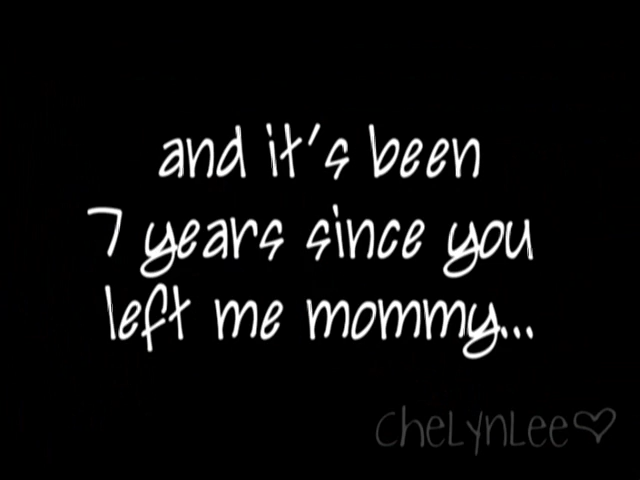 and it's been
7 years since you
left me mommy...
cheLynLee♡